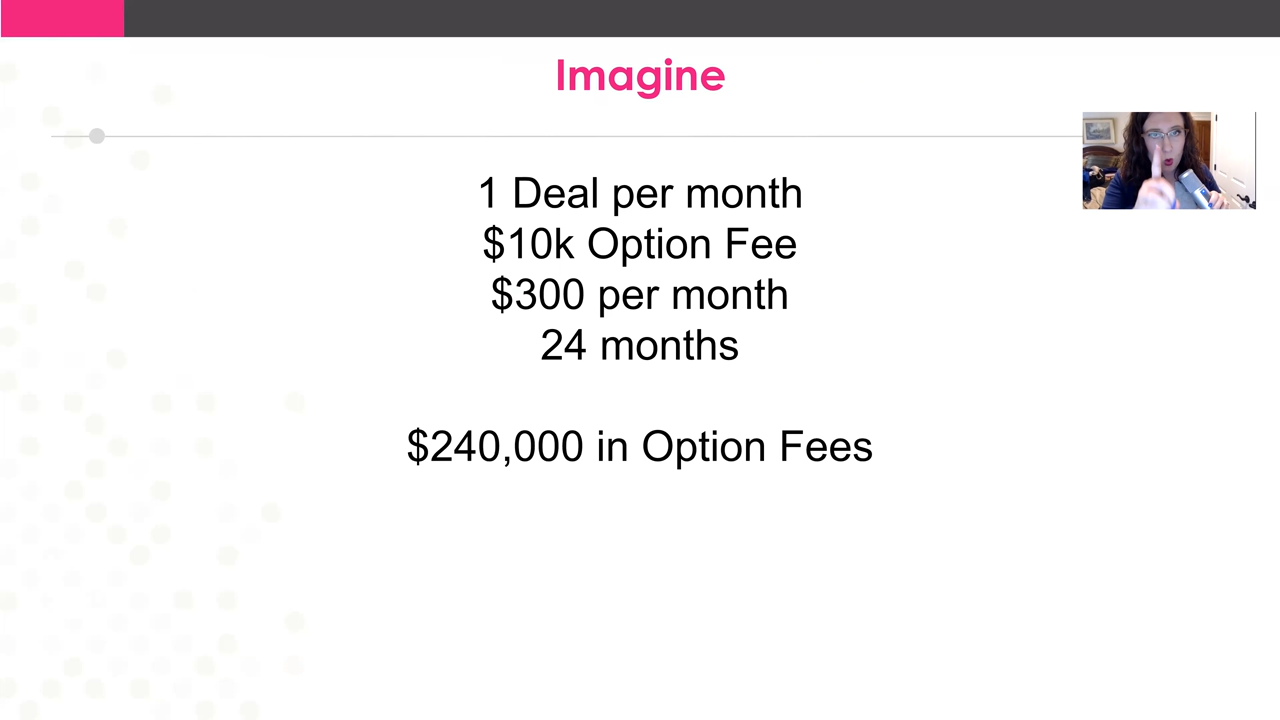 Imagine
1 Deal per month
$10k Option Fee
$300 per month
24 months
$240,000 in Option Fees